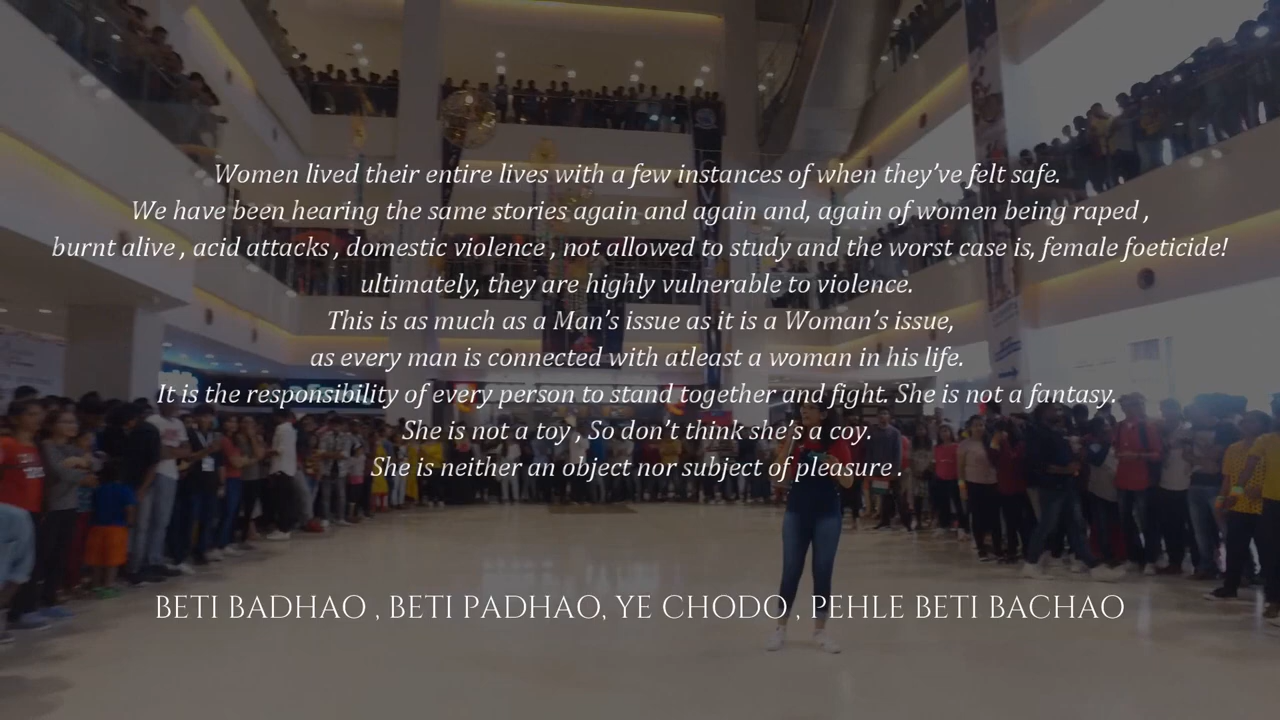 Women lived their entire lives with a few instances of when they've felt safe.
We have been hearing the same stories again and again and, again of women being raped ,
burnt alive , acid attacks , domestic violence , not allowed to study and the worst case is, female foeticide!
ultimately, they are highly vulnerable to violence.
This is as much as a Man's issue as it is a Woman's issue,
as every man is connected with atleast a woman in his life.
It is the responsibility of every person to stand together and fight. She is not a fantasy.
She is not a toy , So don't think she's a coy.
She is neither an object nor subject of pleasure .
BETI BADHAO , BETI PADHAO, YE CHODO , PEHLE BETI BACHAO